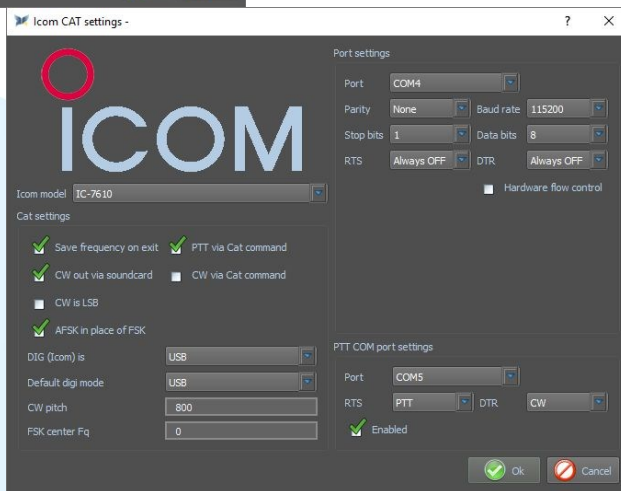 Icom CAT settings -
? X
ICOM
Icom model IC-7610
Cat settings
Save frequency on exit PTT via Cat command
CW out via soundcard CW via Cat command
CW is LSB
AFSK in place of FSK
DIG (Icom) is USB
Default digi mode USB
CW pitch 800
FSK center Fq 0
Port settings
Port COM4
Parity None Baud rate 115200
Stop bits 1 Data bits 8
RTS Always OFF DTR Always OFF
Hardware flow control
PTT COM port settings
Port COM5
RTS PTT DTR CW
Enabled
Ok Cancel